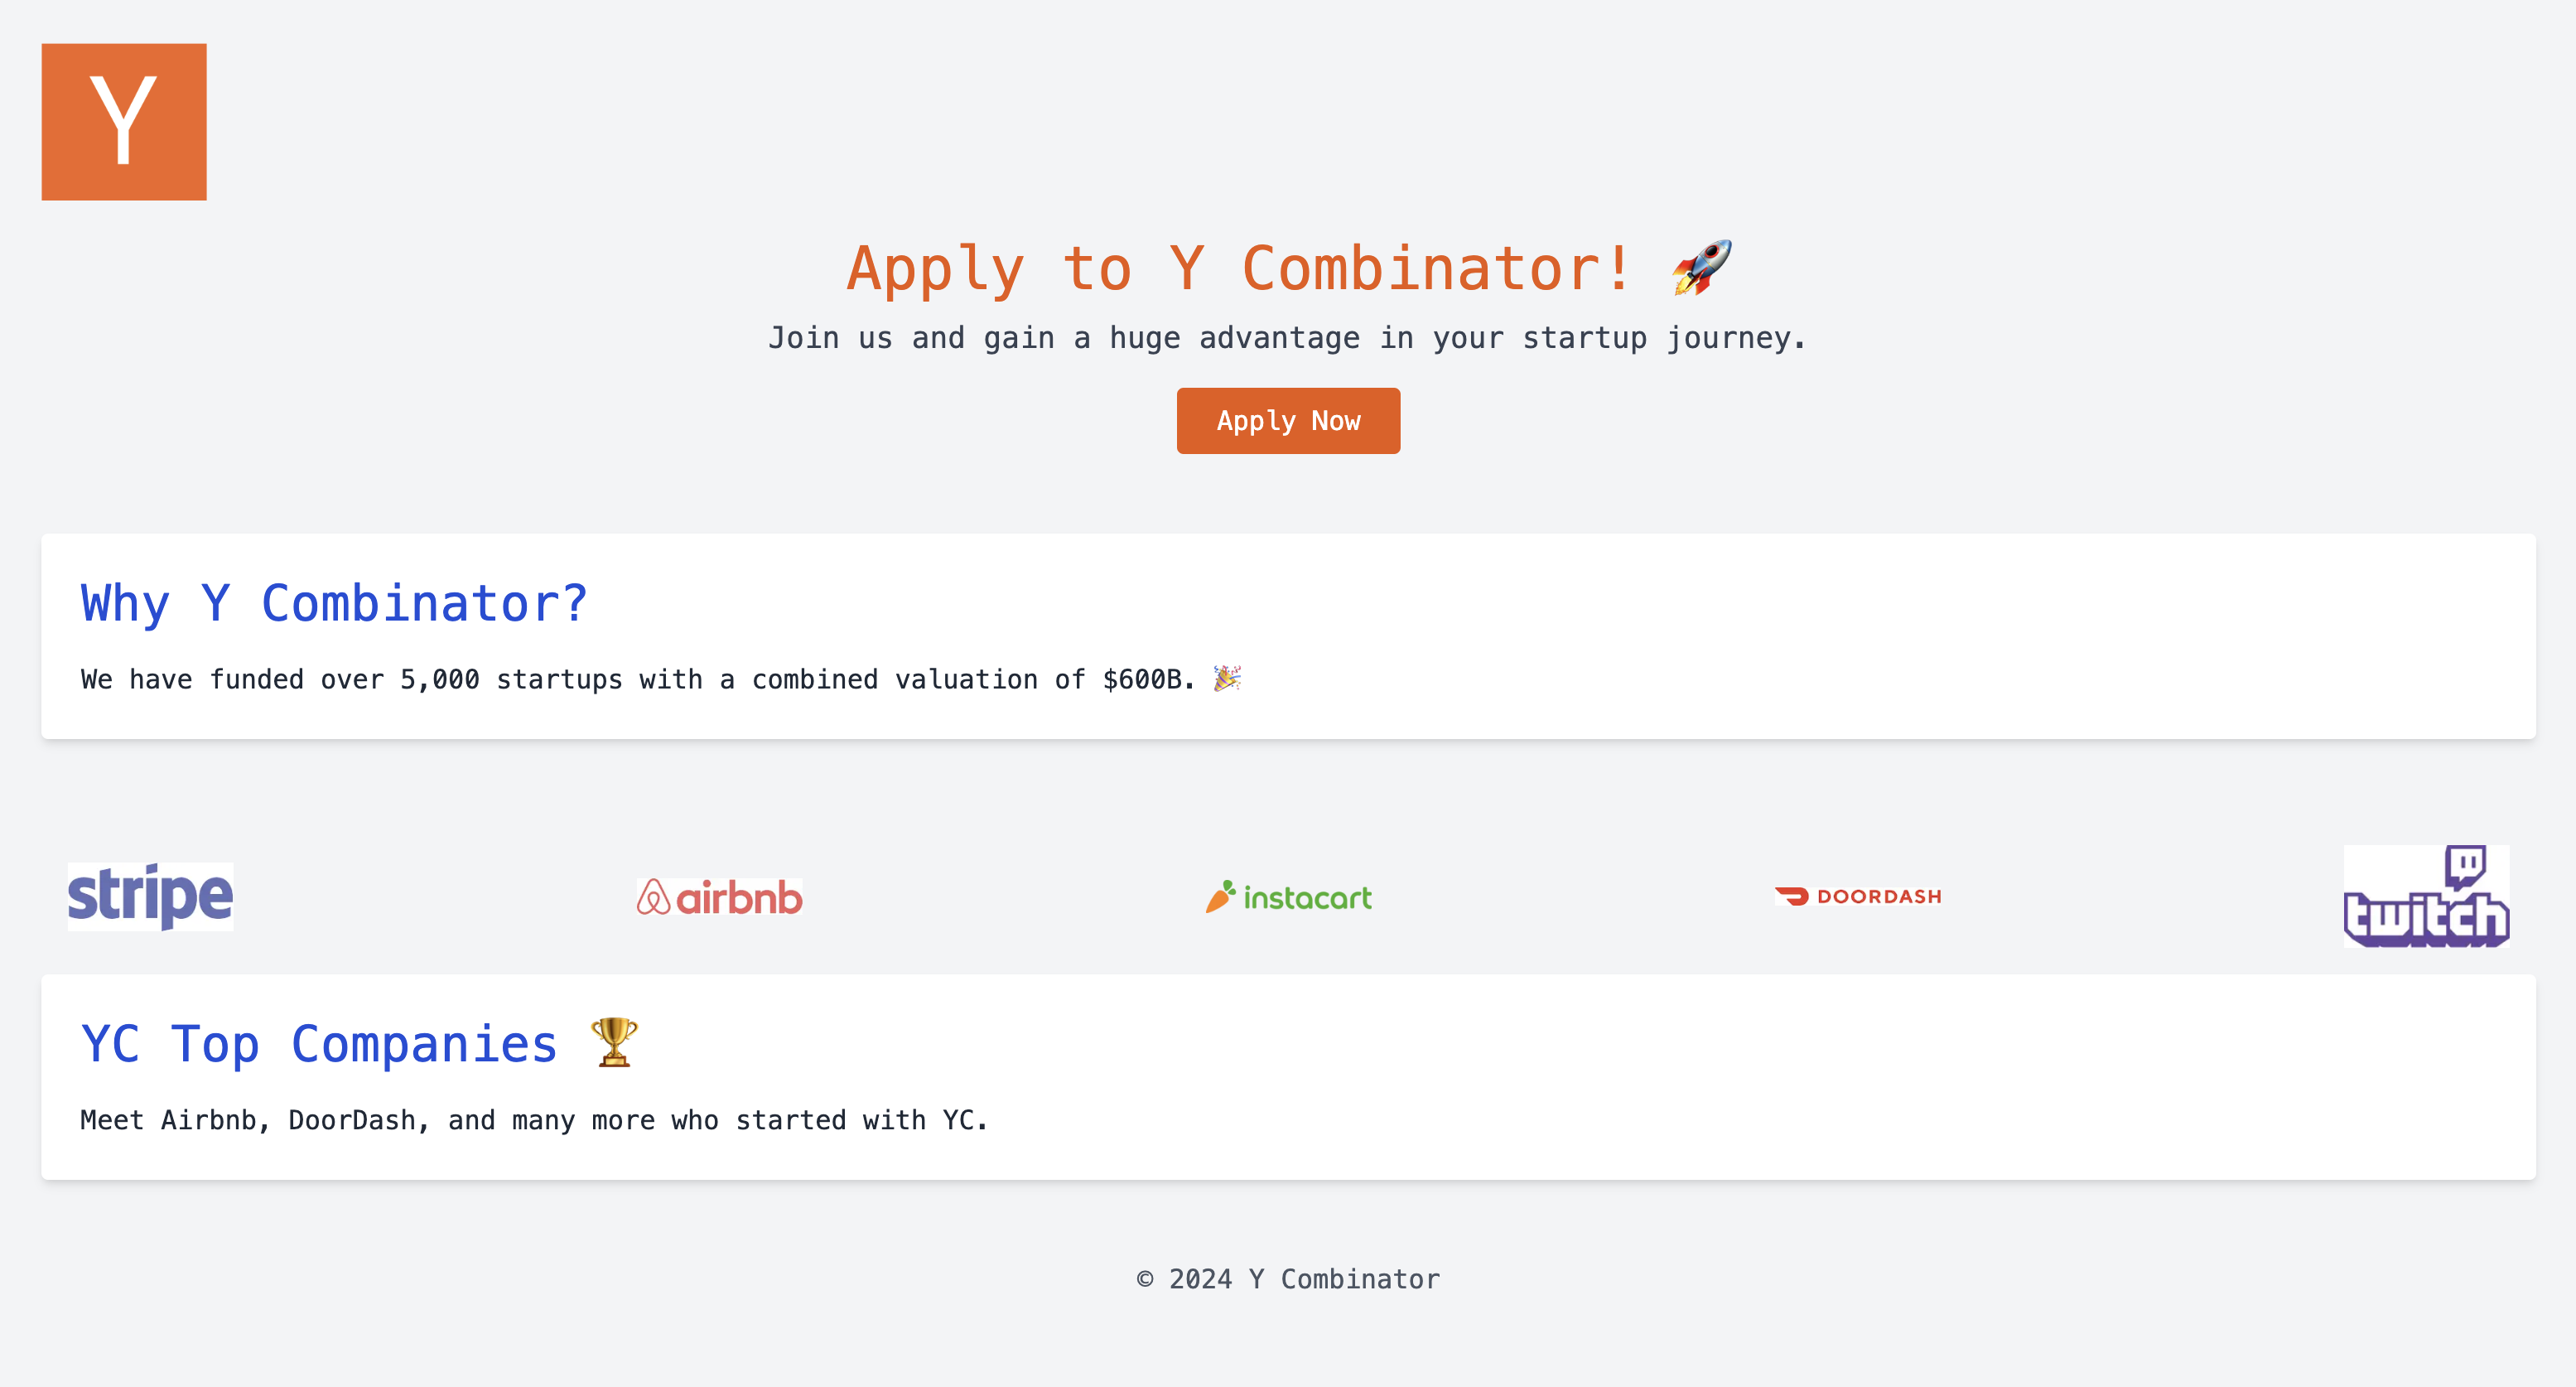 Y
Apply to Y Combinator! 🚀
Join us and gain a huge advantage in your startup journey.
Apply Now
Why Y Combinator?
We have funded over 5,000 startups with a combined valuation of $600B. 🎉
stripe airbnb instacart DOORDASH twitch
YC Top Companies 🏆
Meet Airbnb, DoorDash, and many more who started with YC.
© 2024 Y Combinator